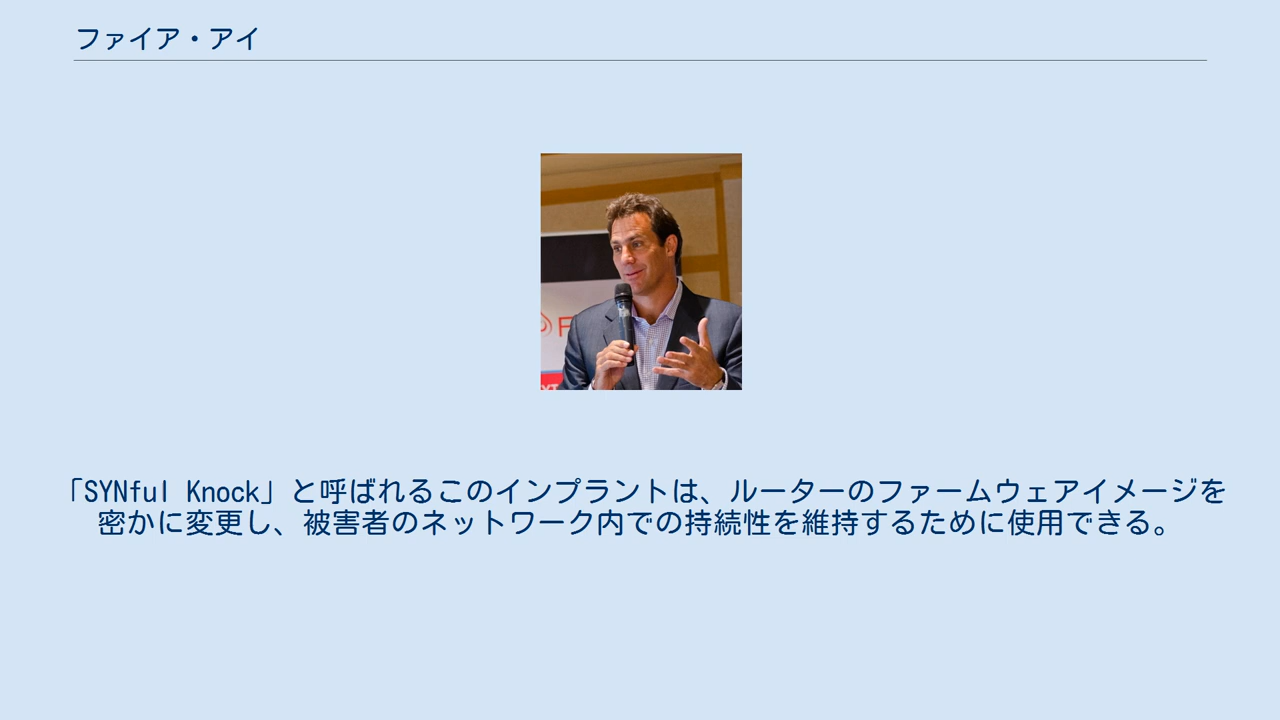 ファイア・アイ
F
「SYNful Knock」と呼ばれるこのインプラントは、ルーターのファームウェアイメージを
密かに変更し、被害者のネットワーク内での持続性を維持するために使用できる。